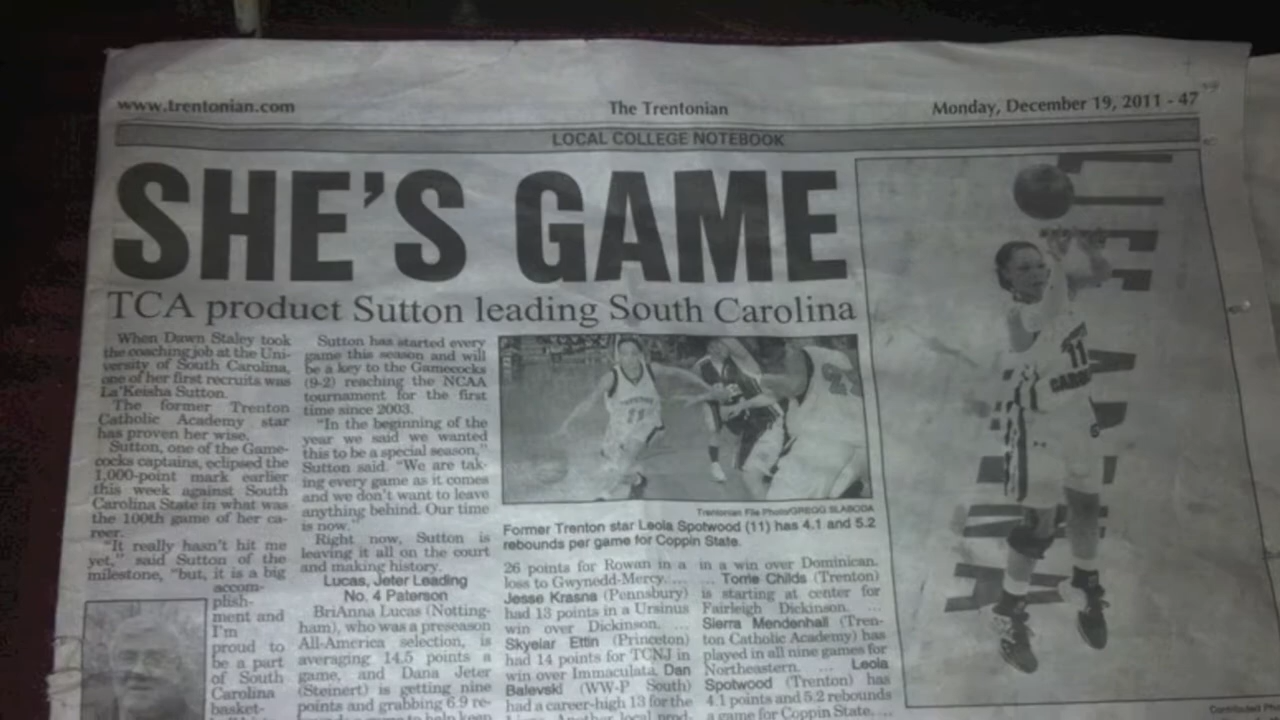 www.trentonian.com
The Trentonian
Monday, December 19, 2011 - 47
LOCAL COLLEGE NOTEBOOK
SHE'S GAME
TCA product Sutton leading South Carolina
When Dawn Staley took
the coaching job at the Uni-
versity of South Carolina,
one of her first recruits was
La'Keisha Sutton.
The former Trenton
Catholic Academy star
has proven her wise.
Sutton, one of the Game-
cocks captains, eclipsed the
1,000-point mark earlier
this week against South
Carolina State in what was
the 100th game of her ca-
reer.
"It really hasn't hit me
yet," said Sutton of the
milestone, "but, it is a big
accom-
plish-
ment and
I'm
proud to
be a part
of South
Carolina
basket-
Sutton has started every
game this season and will
be a key to the Gamecocks
(9-2) reaching the NCAA
tournament for the first
time since 2003.
"In the beginning of the
year we said we wanted
this to be a special season,"
Sutton said. "We are tak-
ing every game as it comes
and we don't want to leave
anything behind. Our time
is now."
Right now, Sutton is
leaving it all on the court
and making history.
Lucas, Jeter Leading
No. 4 Paterson
BriAnna Lucas (Notting-
ham), who was a preseason
All-America selection, is
averaging 14.5 points a
game, and Dana Jeter
(Steinert) is getting nine
points and grabbing 6.9 re-
Trentonian File Photo/GREGG SLABODA
Former Trenton star Leola Spotwood (11) has 4.1 and 5.2
rebounds per game for Coppin State.
26 points for Rowan in a
loss to Gwynedd-Mercy. ...
Jesse Krasna (Pennsbury)
had 13 points in a Ursinus
win over Dickinson. ...
Skyelar Ettin (Princeton)
had 14 points for TCNJ in
win over Immaculata. Dan
Balevski (WW-P South)
had a career-high 13 for the
in a win over Dominican.
... Torrie Childs (Trenton)
is starting at center for
Fairleigh Dickinson. ...
Sierra Mendenhall (Tren-
ton Catholic Academy) has
played in all nine games for
Northeastern. ... Leola
Spotwood (Trenton) has
4.1 points and 5.2 rebounds
a game for Coppin State. ...
11
Contributed